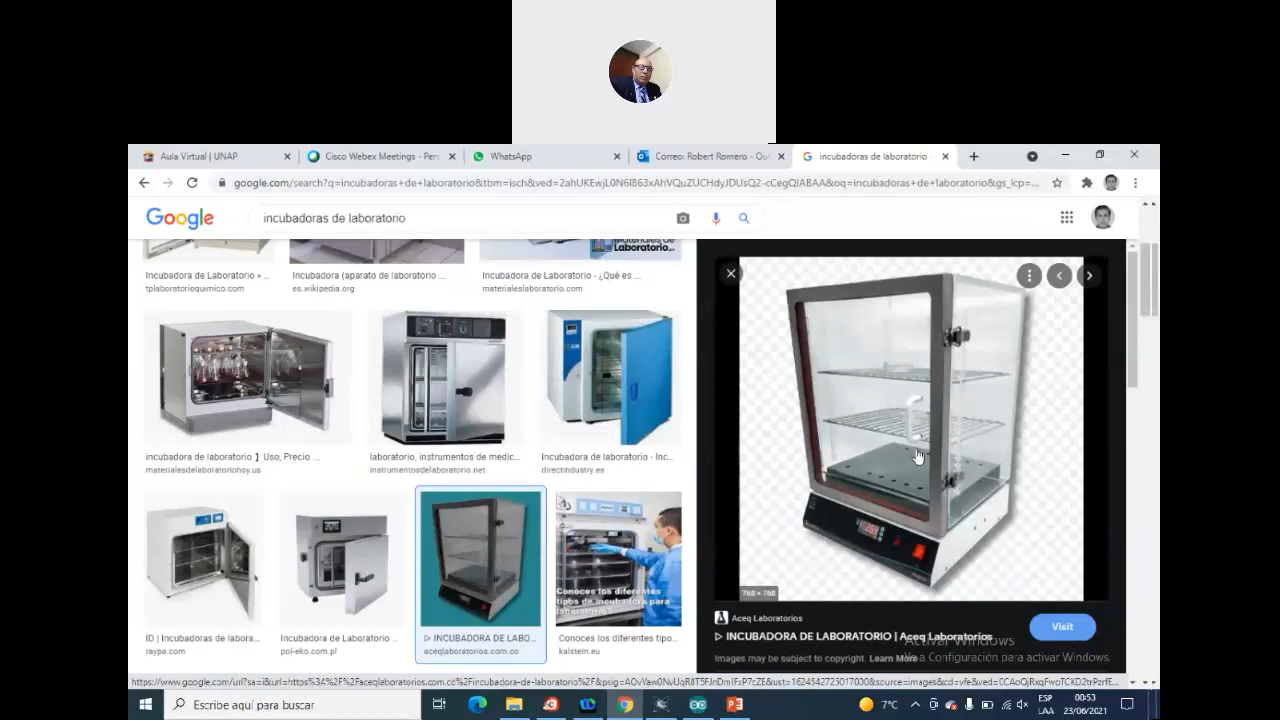 Aula Virtual | UNAP
Cisco Webex Meetings - Pers
WhatsApp
Correo: Robert Romero - Out
incubadoras de laboratorio -
google.com/search?q=incubadoras+de+laboratorio&tbm=isch&ved=
Google
incubadoras de laboratorio
Materiales de
Laboratorio
Incubadora de Laboratorio »
tplaboratorioquimico.com
Incubadora (aparato de laboratorio ...
es.wikipedia.org
Incubadora de Laboratorio - ¿Qué es ...
materialeslaboratorio.com
incubadora de laboratorio 】 Uso, Precio ...
materialesdelaboratoriohoy.us
laboratorio, instrumentos de medic...
instrumentosdelaboratorio.net
Incubadora de laboratorio - Inc...
directindustry.es
Conoces los diferentes
tipos de incubadora para
laboratorio?
ID | Incubadoras de labora...
raypa.com
Incubadora de Laboratorio ...
pol-eko.com.pl
▷ INCUBADORA DE LABO...
aceqlaboratorios.com.co
Conoces los diferentes tipo...
kalstein.eu
768 × 768
Aceq Laboratorios
▷ INCUBADORA DE LABORATORIO | Aceq Laboratorios
Visit
Images may be subject to copyright. Learn More
Activar Windows
Ve a Configuración para activar Windows.
Escribe aquí para buscar
7°C
ESP
LAA
00:53
23/06/2021